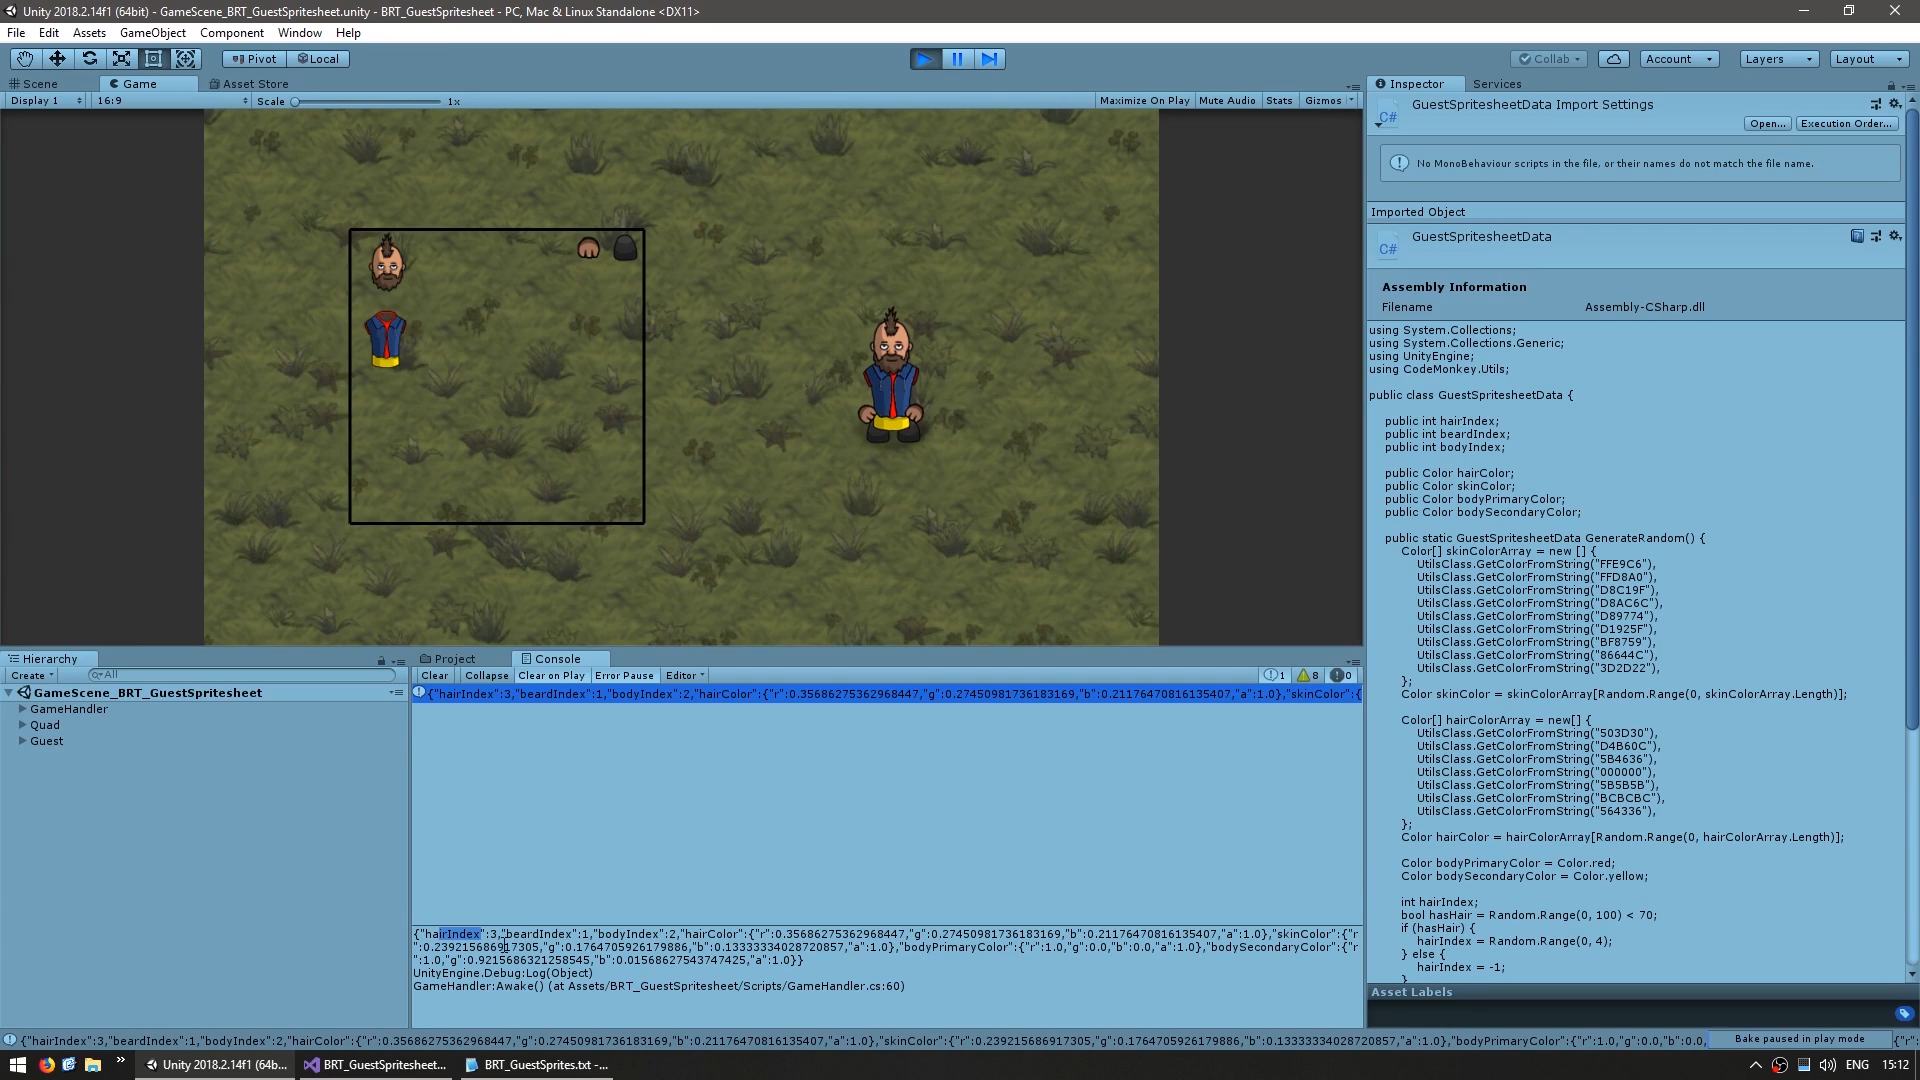 Unity 2018.2.14f1 (64bit) - GameScene_BRT_GuestSpritesheet.unity - BRT_GuestSpritesheet - PC, Mac & Linux Standalone <DX11>
File Edit Assets GameObject Component Window Help
Pivot Local Collab Account Layers Layout
Scene Game Asset Store
Display 1 16:9 Scale 1x Maximize On Play Mute Audio Stats Gizmos
Inspector Services
GuestSpritesheetData Import Settings
Open... Execution Order...
No MonoBehaviour scripts in the file, or their names do not match the file name.
Imported Object
GuestSpritesheetData
Assembly Information
Filename Assembly-CSharp.dll
using System.Collections;
using System.Collections.Generic;
using UnityEngine;
using CodeMonkey.Utils;
public class GuestSpritesheetData {
public int hairIndex;
public int beardIndex;
public int bodyIndex;
public Color hairColor;
public Color skinColor;
public Color bodyPrimaryColor;
public Color bodySecondaryColor;
public static GuestSpritesheetData GenerateRandom() {
Color[] skinColorArray = new [] {
UtilsClass.GetColorFromString("FFE9C6"),
UtilsClass.GetColorFromString("FFD8A0"),
UtilsClass.GetColorFromString("D8C19F"),
UtilsClass.GetColorFromString("D8AC6C"),
UtilsClass.GetColorFromString("D89774"),
UtilsClass.GetColorFromString("D1925F"),
UtilsClass.GetColorFromString("BF8759"),
UtilsClass.GetColorFromString("86644C"),
UtilsClass.GetColorFromString("3D2D22"),
};
Color skinColor = skinColorArray[Random.Range(0, skinColorArray.Length)];
Color[] hairColorArray = new[] {
UtilsClass.GetColorFromString("503D30"),
UtilsClass.GetColorFromString("D4B60C"),
UtilsClass.GetColorFromString("5B4636"),
UtilsClass.GetColorFromString("000000"),
UtilsClass.GetColorFromString("5B5B5B"),
UtilsClass.GetColorFromString("BCBCBC"),
UtilsClass.GetColorFromString("564336"),
};
Color hairColor = hairColorArray[Random.Range(0, hairColorArray.Length)];
Color bodyPrimaryColor = Color.red;
Color bodySecondaryColor = Color.yellow;
int hairIndex;
bool hasHair = Random.Range(0, 100) < 70;
if (hasHair) {
hairIndex = Random.Range(0, 4);
} else {
hairIndex = -1;
}
Asset Labels
Hierarchy
Create All
GameScene_BRT_GuestSpritesheet
GameHandler
Quad
Guest
Project Console
Clear Collapse Clear on Play Error Pause Editor 1 8 0
{"hairIndex":3,"beardIndex":1,"bodyIndex":2,"hairColor":{"r":0.35686275362968447,"g":0.27450981736183169,"b":0.21176470816135407,"a":1.0},"skinColor":{
{"hairIndex":3,"beardIndex":1,"bodyIndex":2,"hairColor":{"r":0.35686275362968447,"g":0.27450981736183169,"b":0.21176470816135407,"a":1.0},"skinColor":{"r
":0.239215686917305,"g":0.1764705926179886,"b":0.13333334028720857,"a":1.0},"bodyPrimaryColor":{"r":1.0,"g":0.0,"b":0.0,"a":1.0},"bodySecondaryColor":{"r
":1.0,"g":0.9215686321258545,"b":0.01568627543747425,"a":1.0}}
UnityEngine.Debug:Log(Object)
GameHandler:Awake() (at Assets/BRT_GuestSpritesheet/Scripts/GameHandler.cs:60)
{"hairIndex":3,"beardIndex":1,"bodyIndex":2,"hairColor":{"r":0.35686275362968447,"g":0.27450981736183169,"b":0.21176470816135407,"a":1.0},"skinColor":{"r":0.239215686917305,"g":0.1764705926179886,"b":0.13333334028720857,"a":1.0},"bodyPrimaryColor":{"r":1.0,"g":0.0,"b":0.0, Bake paused in play mode {"r":
Unity 2018.2.14f1 (64b... BRT_GuestSpritesheet... BRT_GuestSprites.txt -... ENG 15:12